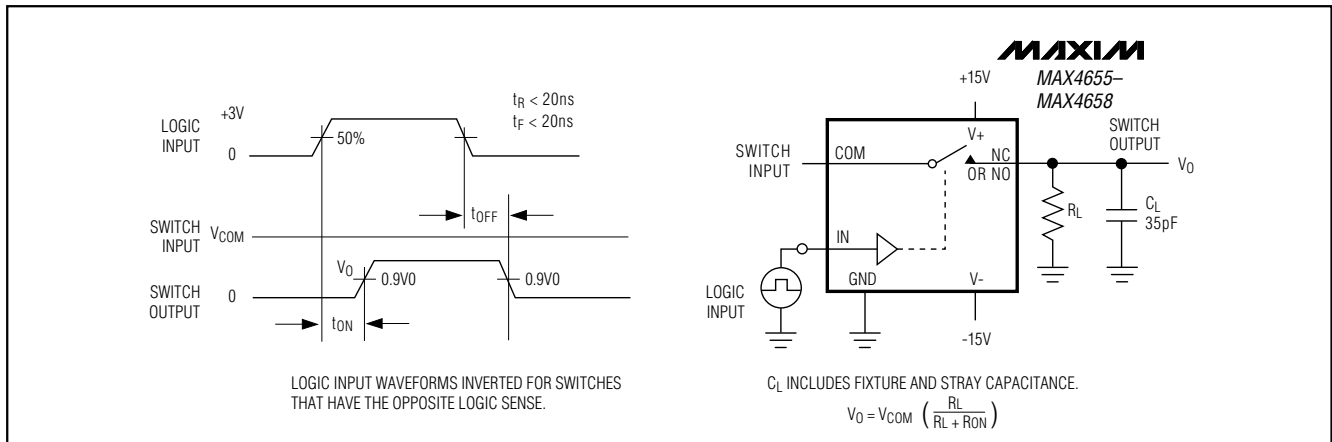 +3V
LOGIC
INPUT
0
50%
tR < 20ns
tF < 20ns
tOFF
SWITCH
INPUT
VCOM
VO
0.9V0
0.9V0
SWITCH
OUTPUT
0
tON
LOGIC INPUT WAVEFORMS INVERTED FOR SWITCHES
THAT HAVE THE OPPOSITE LOGIC SENSE.
MAXIM
MAX4655–
MAX4658
+15V
V+
SWITCH
INPUT
COM
NC
OR NO
SWITCH
OUTPUT
VO
RL
CL
35pF
IN
LOGIC
INPUT
GND
V-
-15V
CL INCLUDES FIXTURE AND STRAY CAPACITANCE.
VO = VCOM ( RL / RL + RON )